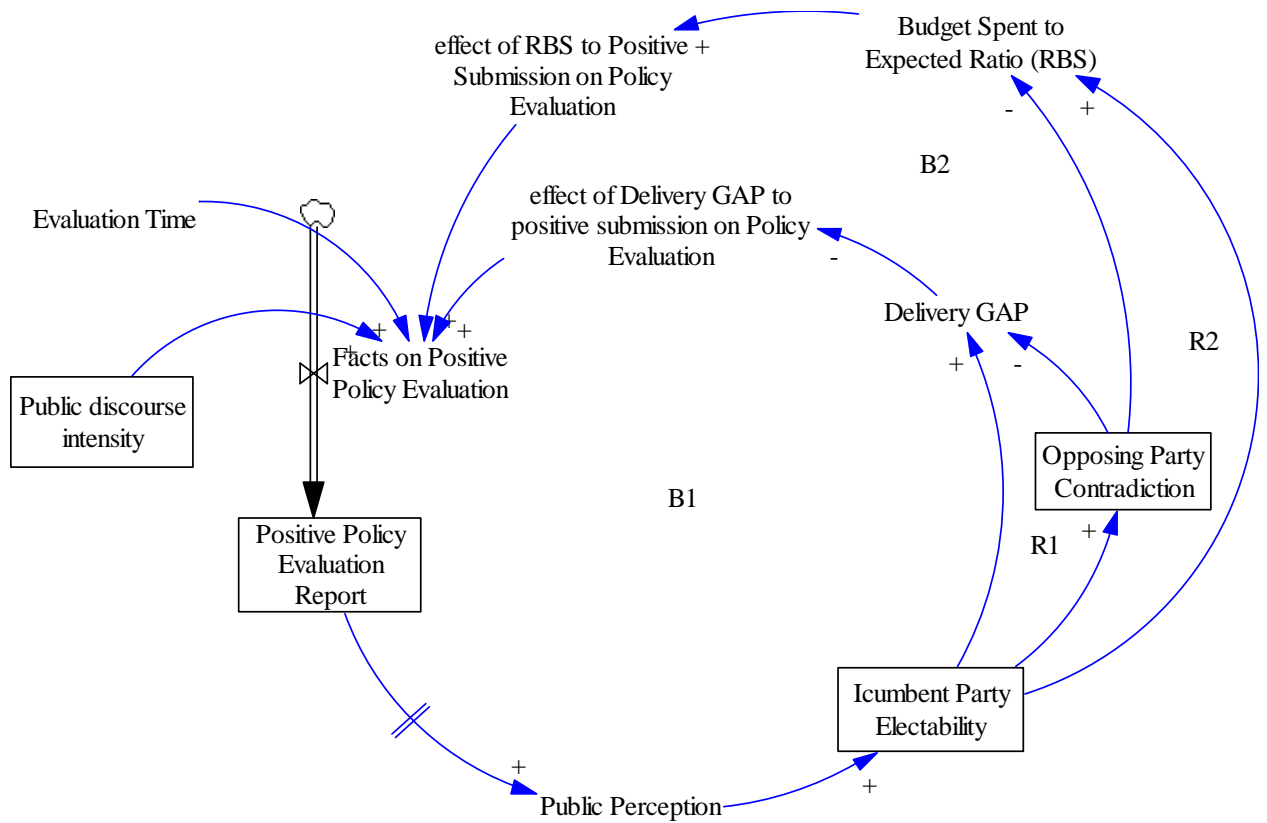 Budget Spent to
Expected Ratio (RBS)
effect of RBS to Positive +
Submission on Policy
Evaluation
-
+
B2
effect of Delivery GAP to
positive submission on Policy
Evaluation
-
Evaluation Time
Delivery GAP
+
-
R2
+
+
+
+
Facts on Positive
Policy Evaluation
Public discourse
intensity
Opposing Party
Contradiction
B1
+
R1
Positive Policy
Evaluation
Report
Icumbent Party
Electability
+
Public Perception
+